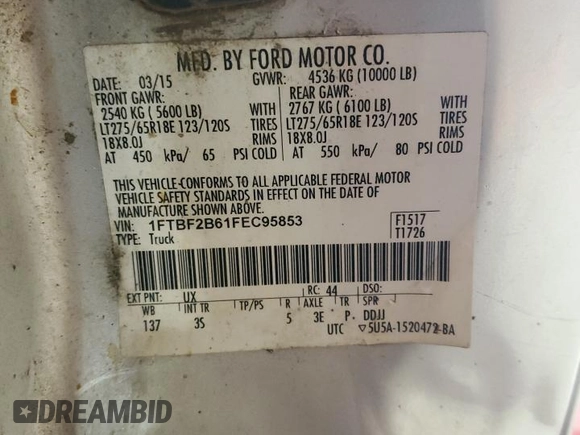 MFD. BY FORD MOTOR CO.
DATE: 03/15 GVWR: 4536 KG (10000 LB)
FRONT GAWR: REAR GAWR:
2540 KG ( 5600 LB) WITH 2767 KG ( 6100 LB) WITH
LT275/65R18E 123/120S TIRES LT275/65R18E 123/120S TIRES
18X8.0J RIMS 18X8.0J RIMS
AT 450 kPa/ 65 PSI COLD AT 550 kPa/ 80 PSI COLD
THIS VEHICLE CONFORMS TO ALL APPLICABLE FEDERAL MOTOR
VEHICLE SAFETY STANDARDS IN EFFECT ON THE DATE OF
MANUFACTURE SHOWN ABOVE.
VIN: 1FTBF2B61FEC95853 F1517
TYPE: Truck T1726
EXT PNT: UX RC: 44 DSO:
WB INT TR TP/PS R AXLE TR SPR
137 3S 5 3E P DDJJ
UTC ▽5U5A-1520472-BA
DREAMBID